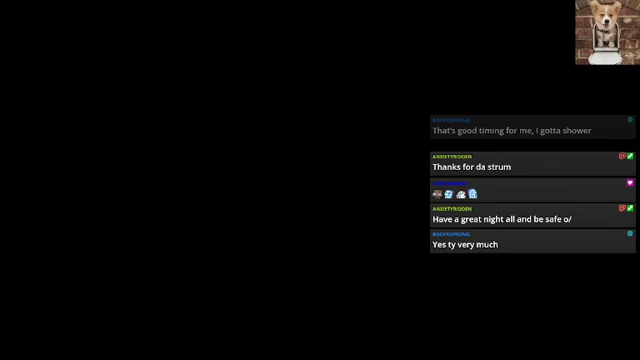 ROOFTOPSONG
That's good timing for me, I gotta shower
ANXIETYRIDDEN
Thanks for da strum
ANXIETYRIDDEN
Have a great night all and be safe o/
ROOFTOPSONG
Yes ty very much